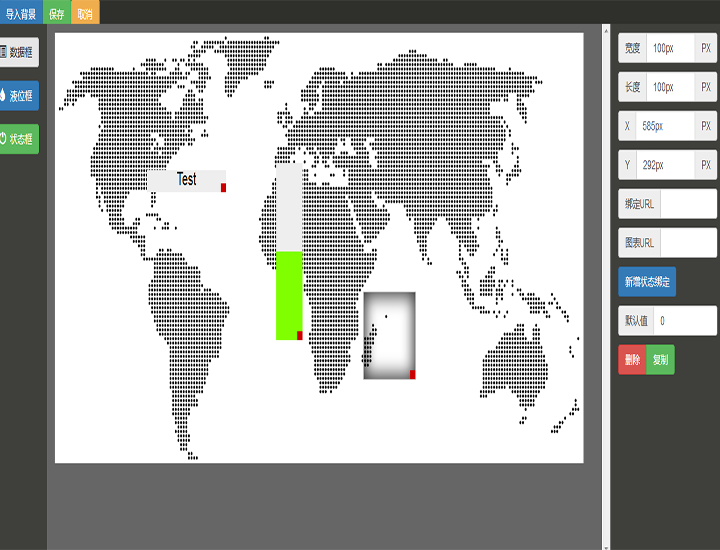 导入背景 保存 取消
数据框
液位框
状态框
Test
宽度 100px PX
长度 100px PX
X 585px PX
Y 292px PX
绑定URL
图表URL
新增状态绑定
默认值 0
删除 复制